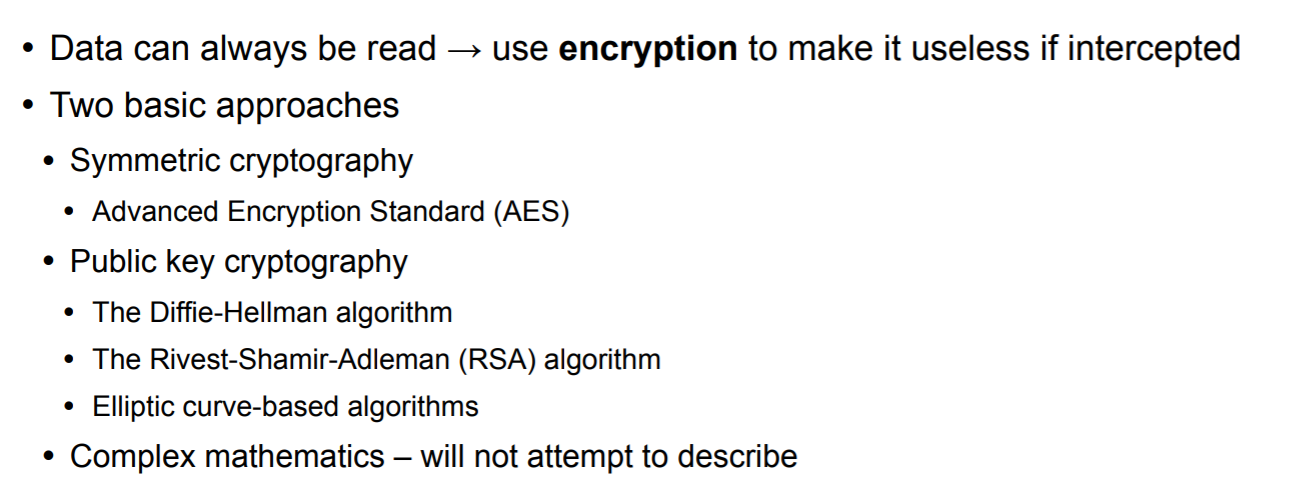 • Data can always be read → use encryption to make it useless if intercepted
• Two basic approaches
• Symmetric cryptography
• Advanced Encryption Standard (AES)
• Public key cryptography
• The Diffie-Hellman algorithm
• The Rivest-Shamir-Adleman (RSA) algorithm
• Elliptic curve-based algorithms
• Complex mathematics – will not attempt to describe